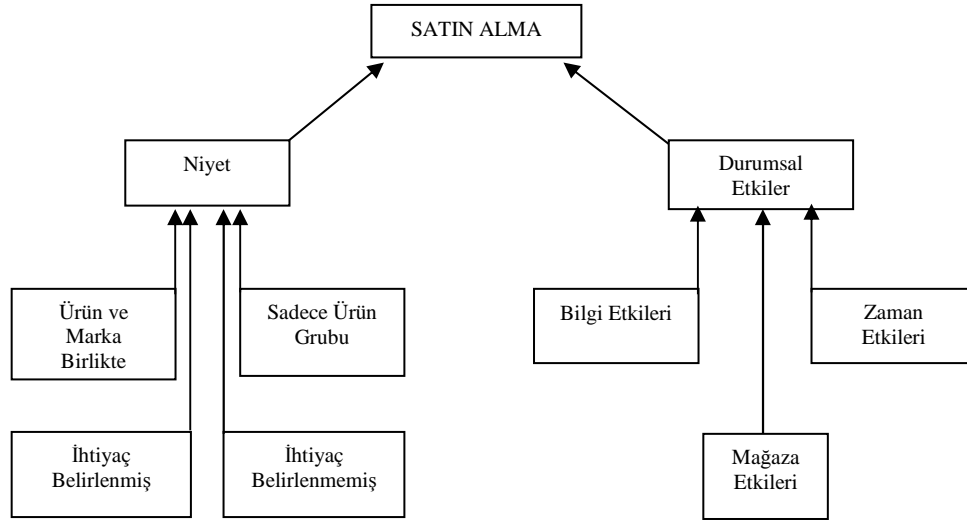 SATIN ALMA
Niyet
Durumsal
Etkiler
Ürün ve
Marka
Birlikte
Sadece Ürün
Grubu
Bilgi Etkileri
Zaman
Etkileri
İhtiyaç
Belirlenmiş
İhtiyaç
Belirlenmemiş
Mağaza
Etkileri